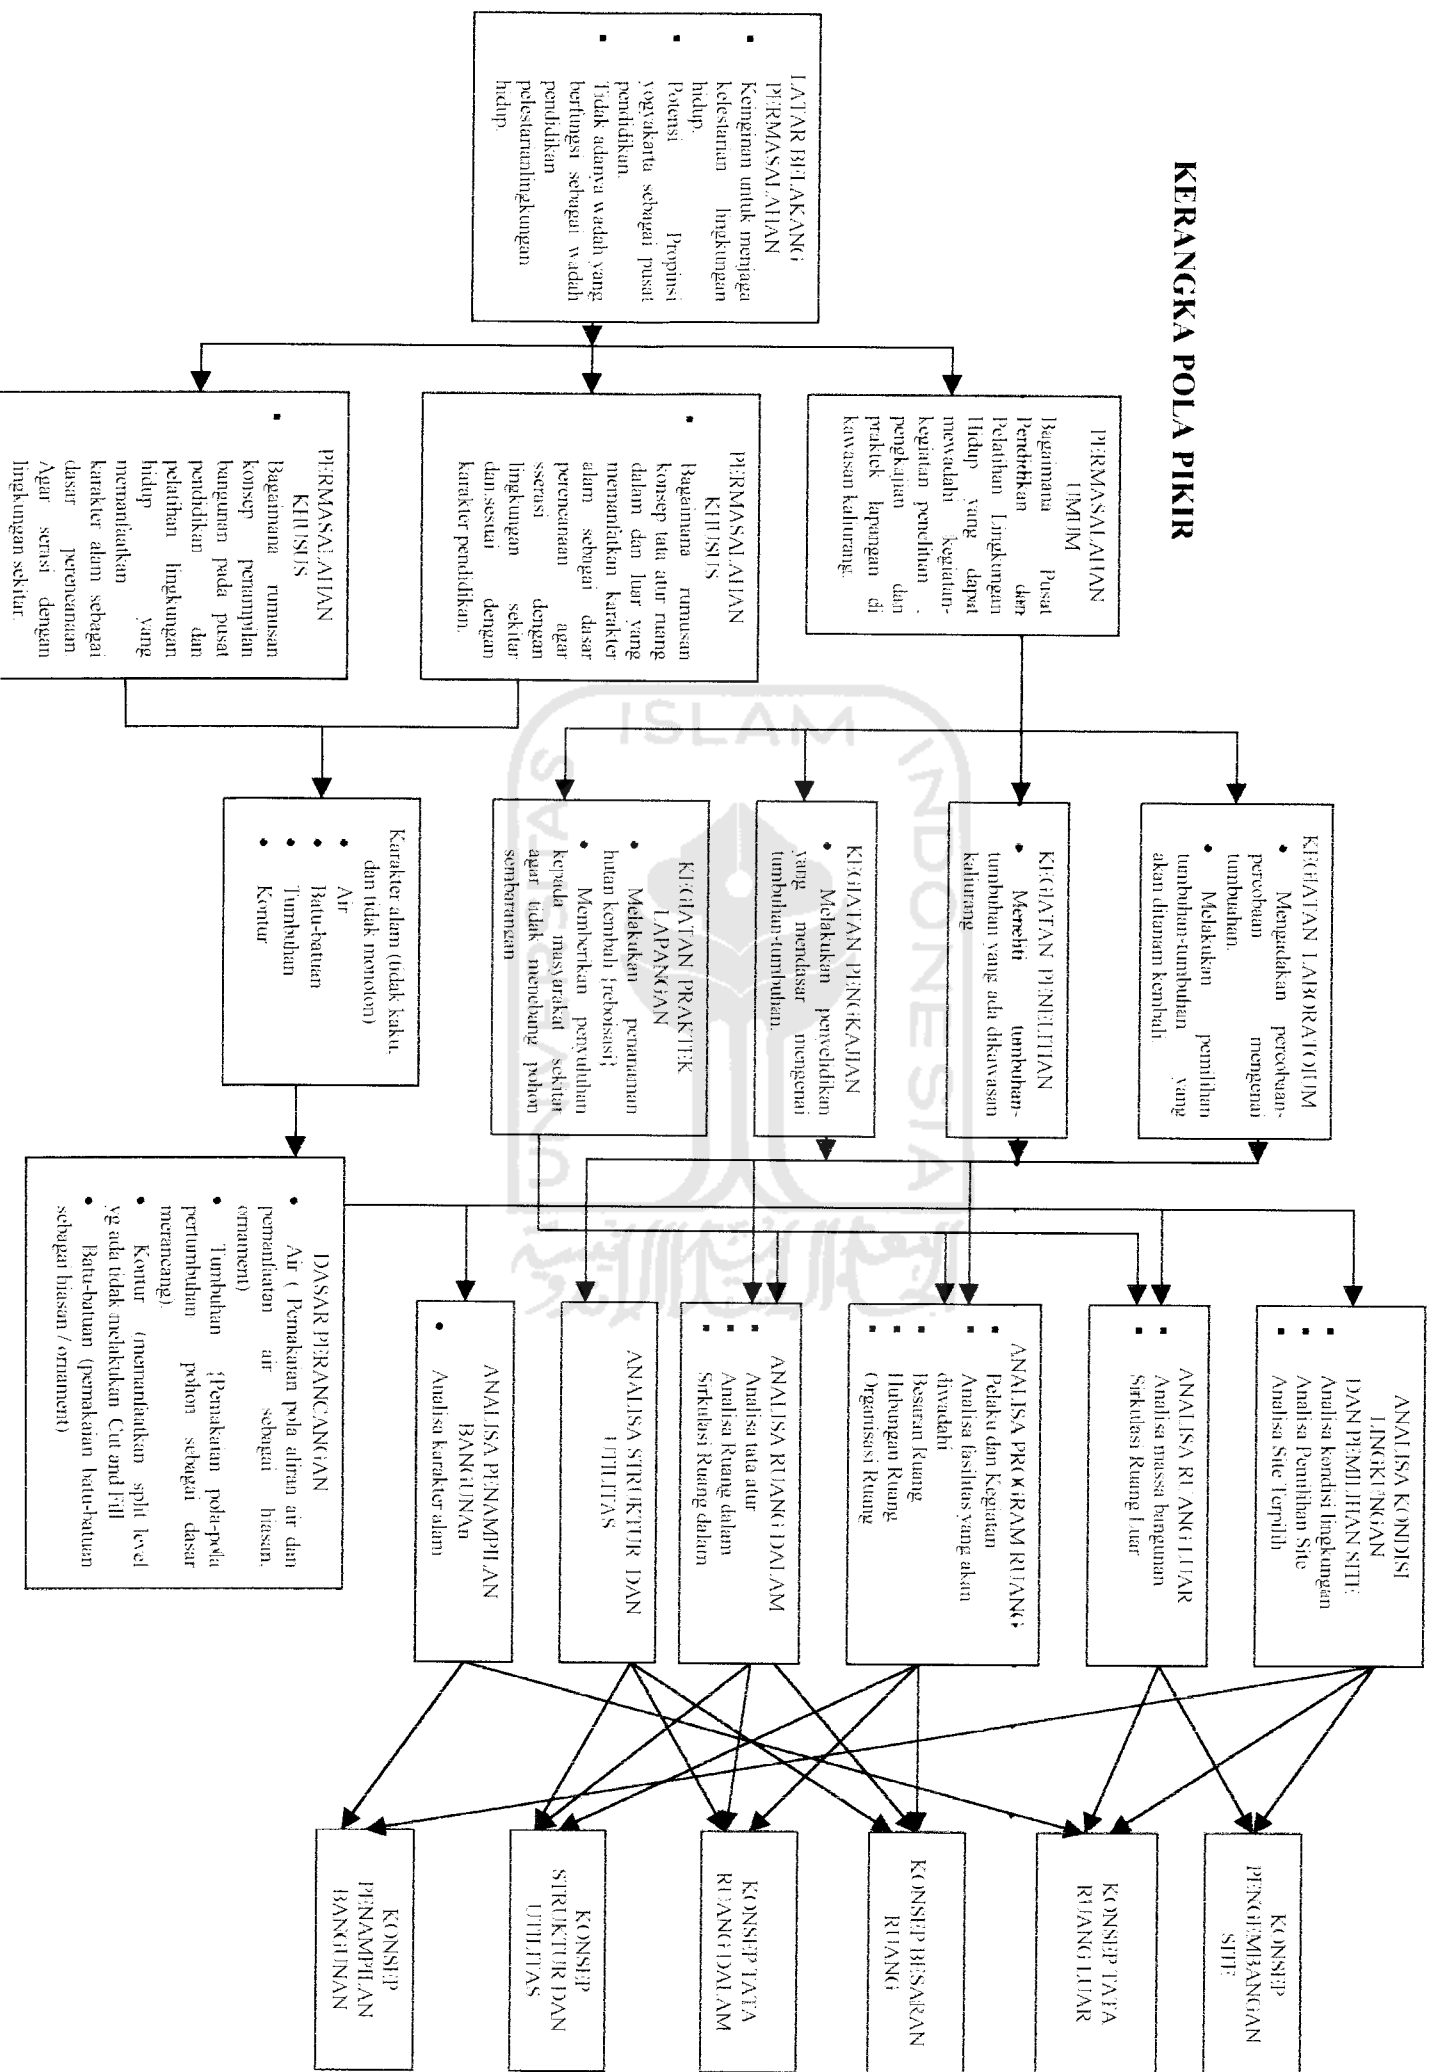 KERANGKA POLA PIKIR
LATAR BELAKANG
PERMASALAHAN
▪ Keinginan untuk menjaga
kelestarian lingkungan
hidup.
▪ Potensi Propinsi
yogyakarta sebagai pusat
pendidikan.
▪ Tidak adanya wadah yang
berfungsi sebagai wadah
pendidikan
pelestarianlingkungan
hidup.
PERMASALAHAN
UMUM
Bagaimana Pusat
Pendidikan dan
Pelatihan Lingkungan
Hidup yang dapat
mewadahi kegiatan-
kegiatan penelitian ,
pengkajian dan
praktek lapangan di
kawasan kaliurang.
PERMASALAHAN
KHUSUS
▪ Bagaimana rumusan
konsep tata atur ruang
dalam dan luar yang
memanfatkan karakter
alam sebagai dasar
perencanaan agar
sserasi dengan
lingkungan sekitar
dan sesuai dengan
karakter pendidikan.
PERMASALAHAN
KHUSUS
▪ Bagaimana rumusan
konsep penampilan
bangunan pada pusat
pendidikan dan
pelatihan lingkungan
hidup yang
memanfaatkan
karakter alam sebagai
dasar perencanaan
Agar serasi dengan
lingkungan sekitar.
KEGIATAN LABORATORIUM
• Mengadakan percobaan-
percobaan mengenai
tumbuahan.
• Melakukan pemilihan
tumbuhan-tumbuhan yang
akan ditanam kembali.
KEGIATAN PENELITIAN
• Meneliti tumbuhan-
tumbuhan yang ada dikawasan
kaliurang
KEGIATAN PENGKAJIAN
• Melakukan penyelidikan
yang mendasar mengenai
tumbuhan-tumbuhan.
KEGIATAN PRAKTEK
LAPANGAN
• Melakukan penanaman
hutan kembali {reboisasi}
• Memberikan penyuluhan
kepada masyarakat sekitar
agar tidak menebang pohon
sembarangan
Karakter alam (tidak kaku,
dan tidak monoton)
• Air
• Batu-batuan
• Tumbuhan
• Kontur
DASAR PERANCANGAN
• Air ( Pemakaian pola aliran air dan
pemanfaatan air sebagai hiasan,
ornament)
• Tumbuhan {Pemakaian pola-pola
pertumbuhan pohon sebagai dasar
merancang).
• Kontur (memanfaatkan split level
yg ada tidak melakukan Cut and Fill
• Batu-batuan (pemakaian batu-batuan
sebagai hiasan / ornament)
ANALISA KONDISI
LINGKUNGAN
DAN PEMILIHAN SITE
▪ Analisa kondisi lingkungan
▪ Analisa Pemilihan Site
▪ Analisa Site Terpilih
ANALISA RUANG LUAR
▪ Analisa massa bangunan
▪ Sirkulasi Ruang Luar
ANALISA PROGRAM RUANG
▪ Pelaku dan Kegiatan
▪ Analisa fasilitas yang akan
diwadahi
▪ Besaran Ruang
▪ Hubungan Ruang
▪ Organisasi Ruang
ANALISA RUANG DALAM
▪ Analisa tata atur
▪ Analisa Ruang dalam
▪ Sirkulasi Ruang dalam
ANALISA STRUKTUR DAN
UTILITAS
ANALISA PENAMPILAN
BANGUNAn
• Analisa karakter alam
KONSEP
PENGEMBANGAN
SITE
KONSEP TATA
RUANG LUAR
KONSEP BESARAN
RUANG
KONSEP TATA
RUANG DALAM
KONSEP
STRUKTUR DAN
UTILITAS
KONSEP
PENAMPILAN
BANGUNAN
UNIVERSITAS ISLAM INDONESIA